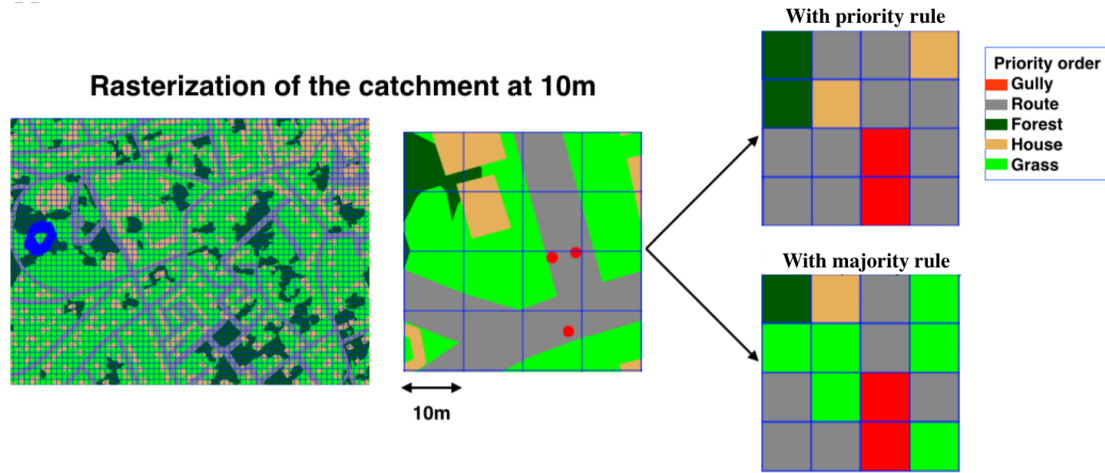 With priority rule
Rasterization of the catchment at 10m
Priority order
Gully
Route
Forest
House
Grass
With majority rule
10m